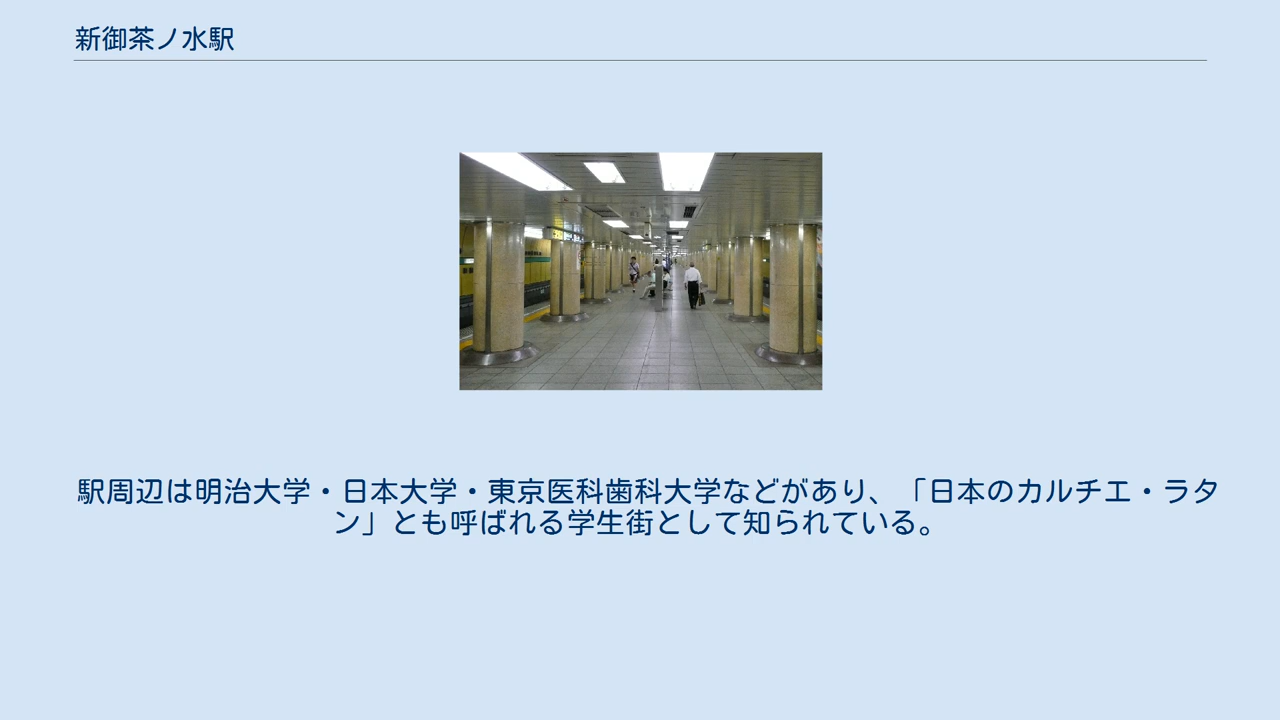 新御茶ノ水駅
駅周辺は明治大学・日本大学・東京医科歯科大学などがあり、「日本のカルチエ・ラタ
ン」とも呼ばれる学生街として知られている。